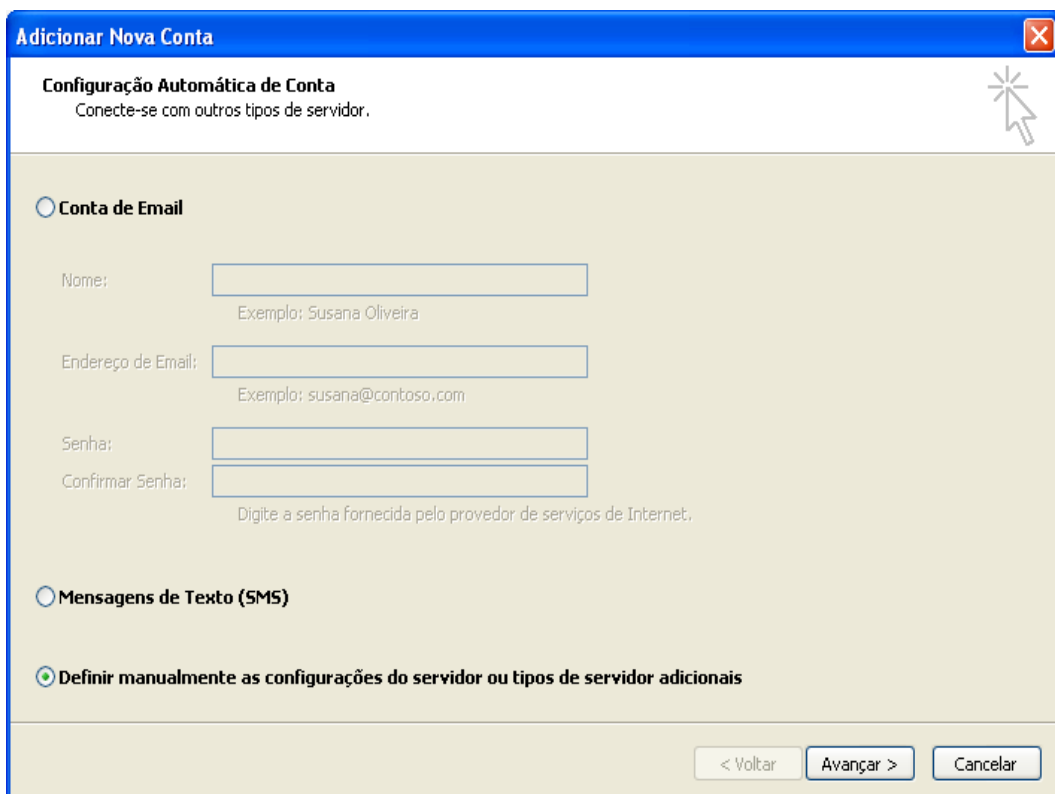 Adicionar Nova Conta
Configuração Automática de Conta
Conecte-se com outros tipos de servidor.
Conta de Email
Nome:
Exemplo: Susana Oliveira
Endereço de Email:
Exemplo: susana@contoso.com
Senha:
Confirmar Senha:
Digite a senha fornecida pelo provedor de serviços de Internet.
Mensagens de Texto (SMS)
Definir manualmente as configurações do servidor ou tipos de servidor adicionais
< Voltar Avançar > Cancelar